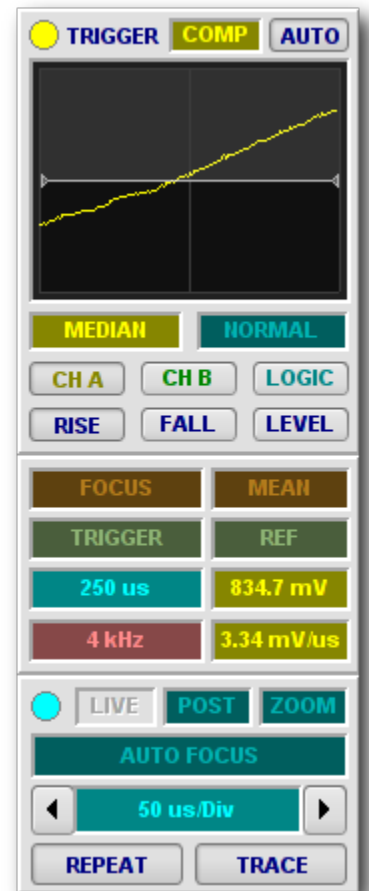 TRIGGER COMP AUTO
MEDIAN NORMAL
CH A CH B LOGIC
RISE FALL LEVEL
FOCUS MEAN
TRIGGER REF
250 us 834.7 mV
4 kHz 3.34 mV/us
LIVE POST ZOOM
AUTO FOCUS
50 us/Div
REPEAT TRACE